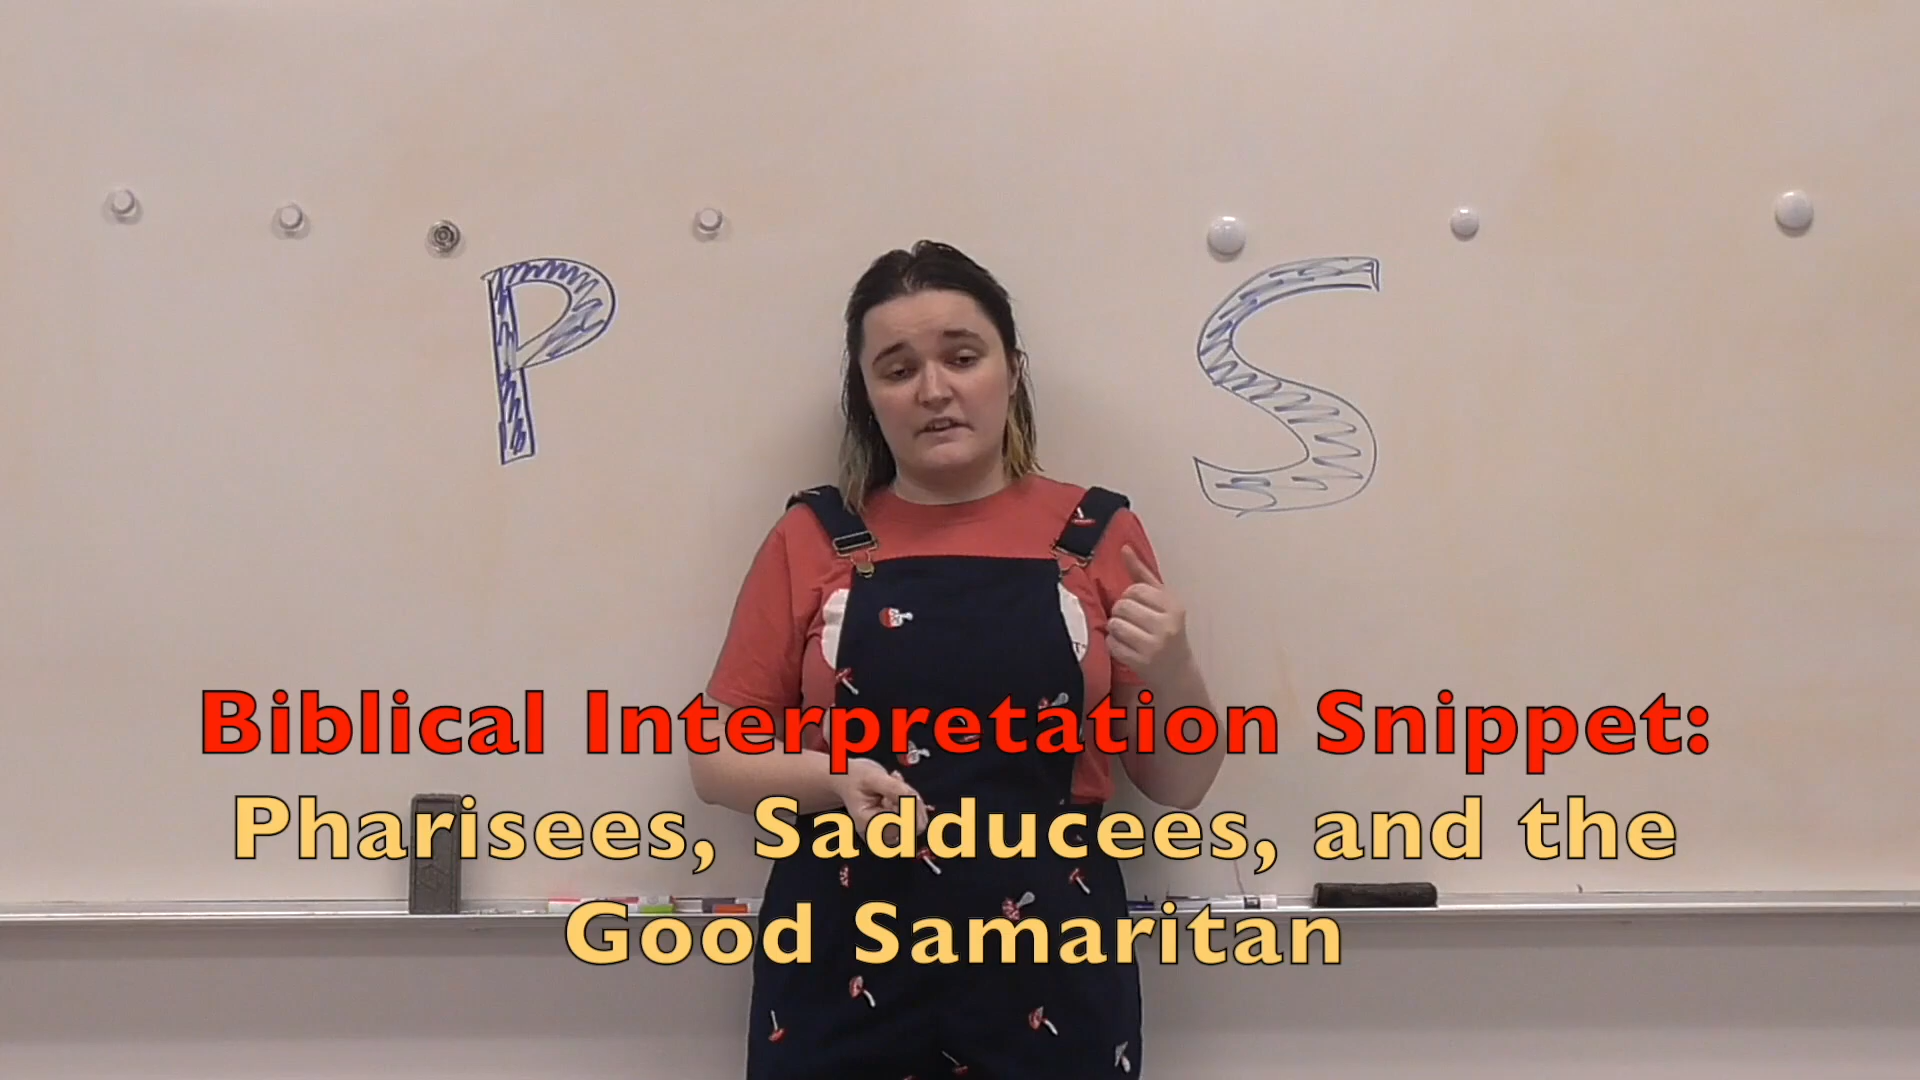 P S
Biblical Interpretation Snippet:
Pharisees, Sadducees, and the
Good Samaritan